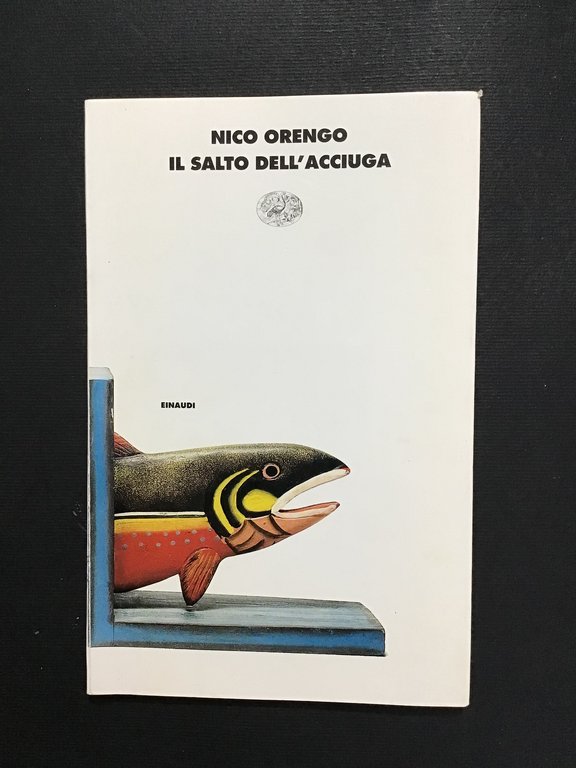 NICO ORENGO
IL SALTO DELL'ACCIUGA
EINAUDI